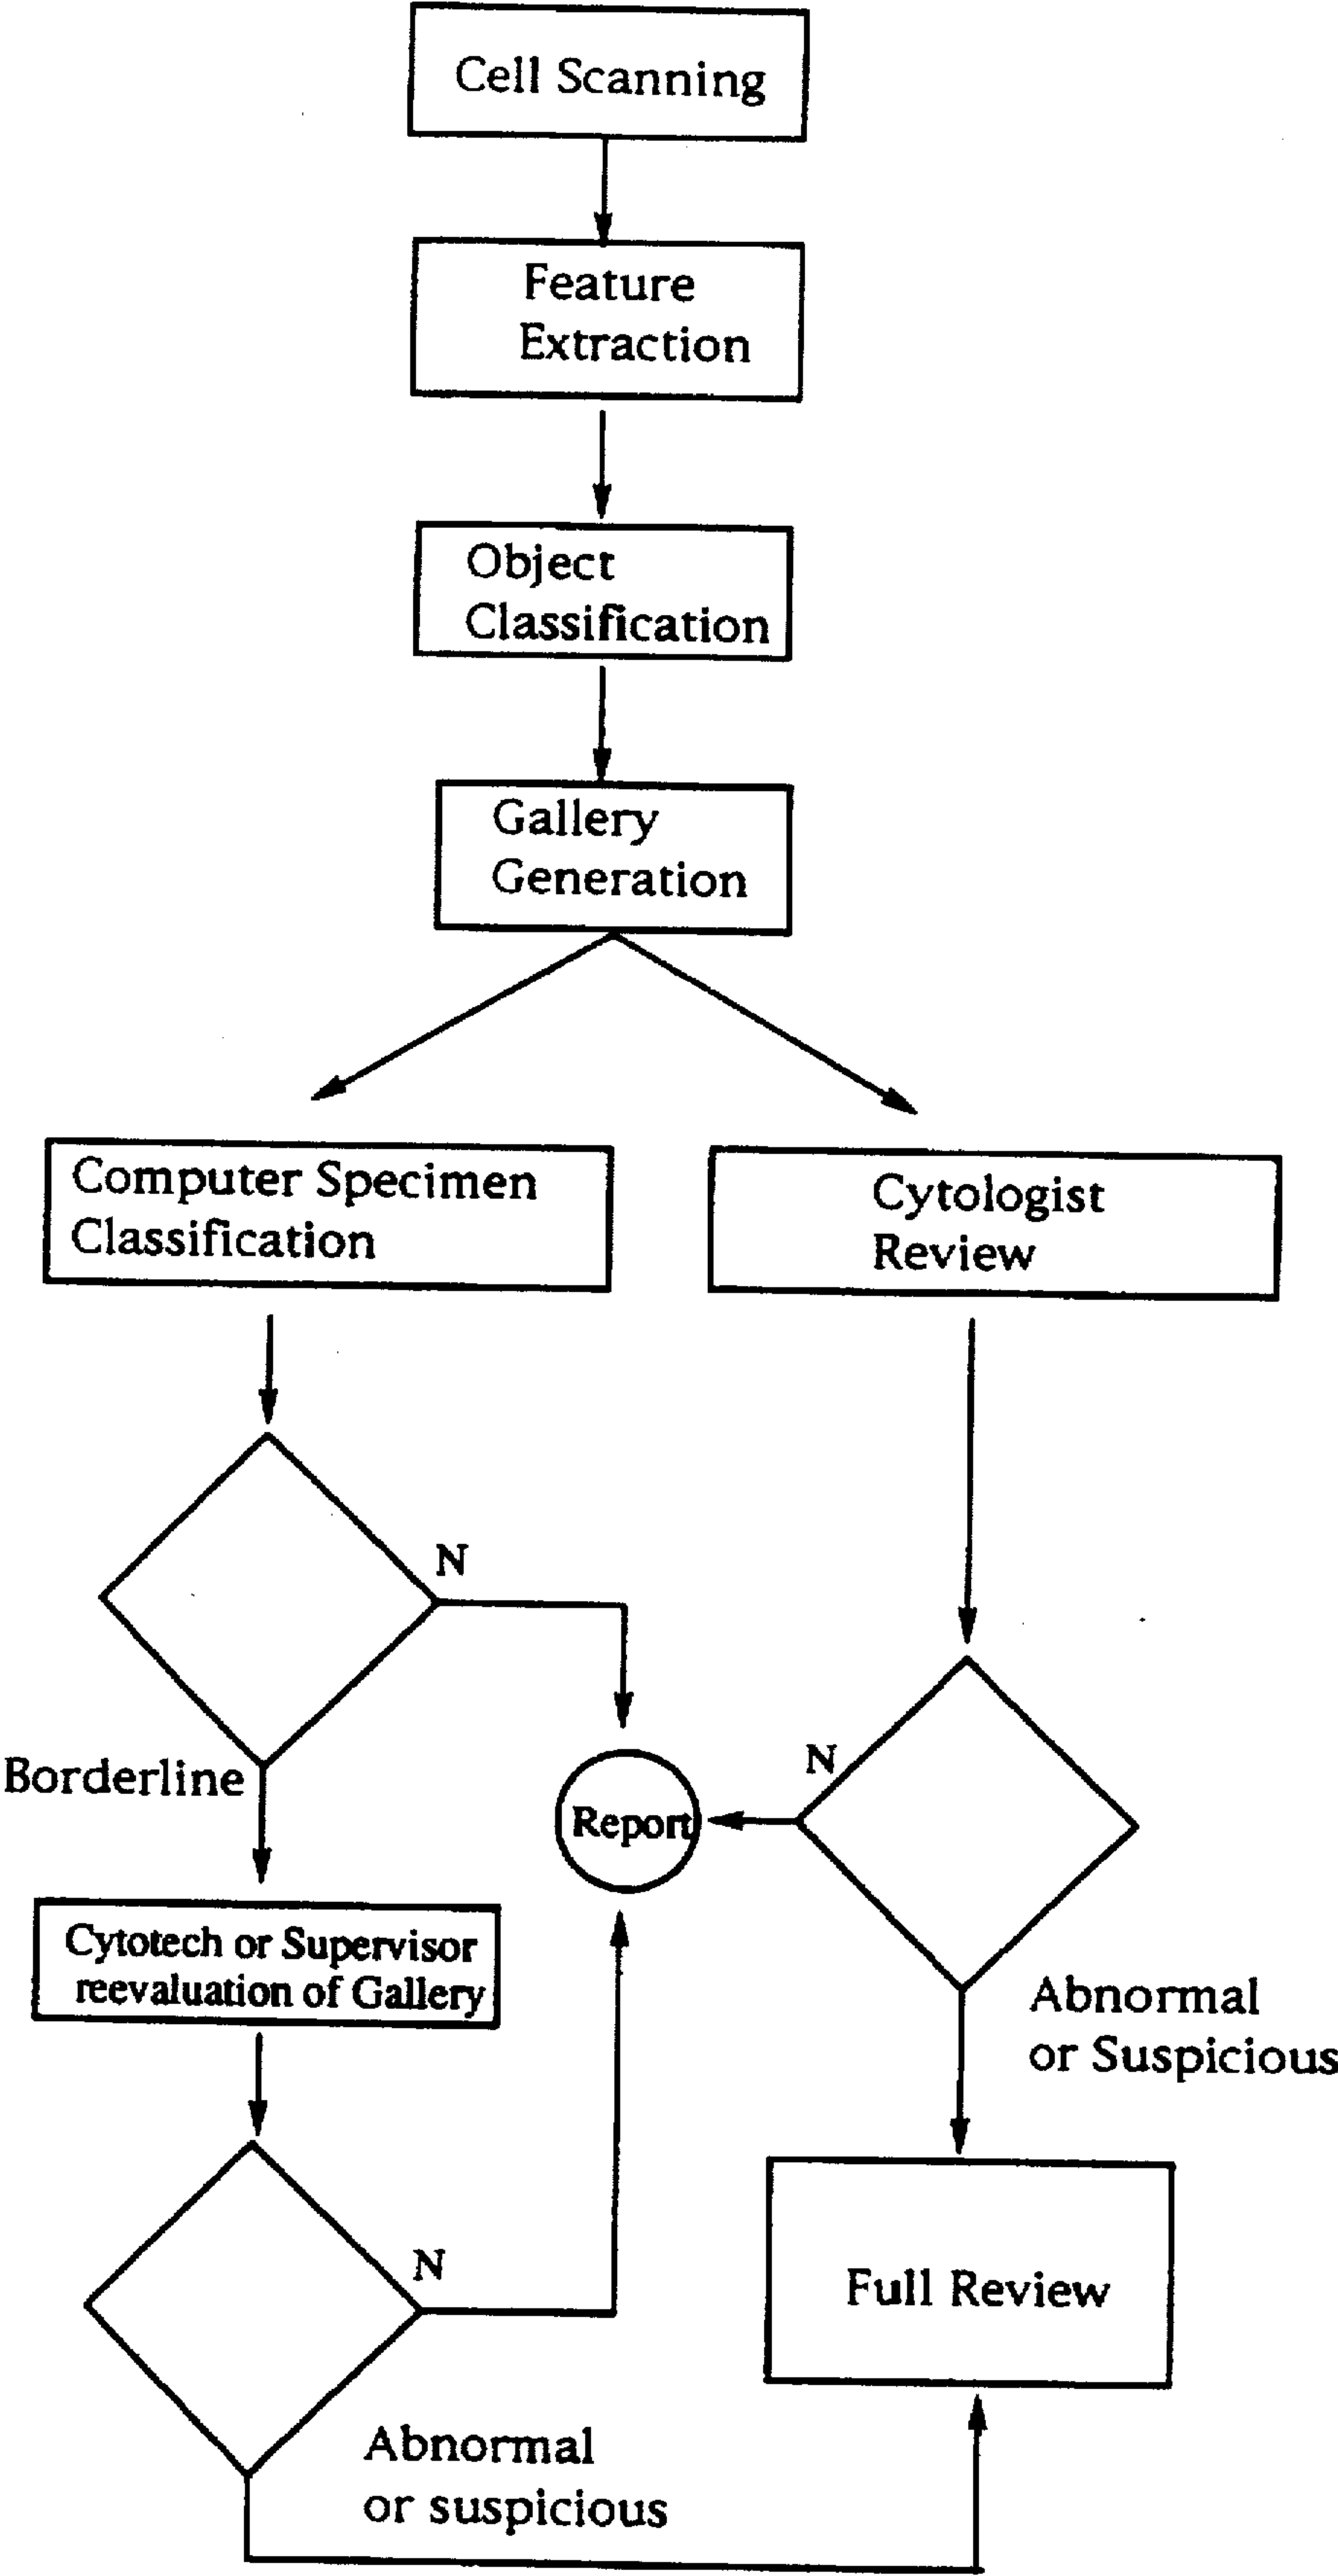 Cell Scanning
Feature
Extraction
Object
Classification
Gallery
Generation
Computer Specimen
Classification
Cytologist
Review
N
Borderline
N
Report
Cytotech or Supervisor
reevaluation of Gallery
Abnormal
or Suspicious
N
Full Review
Abnormal
or suspicious